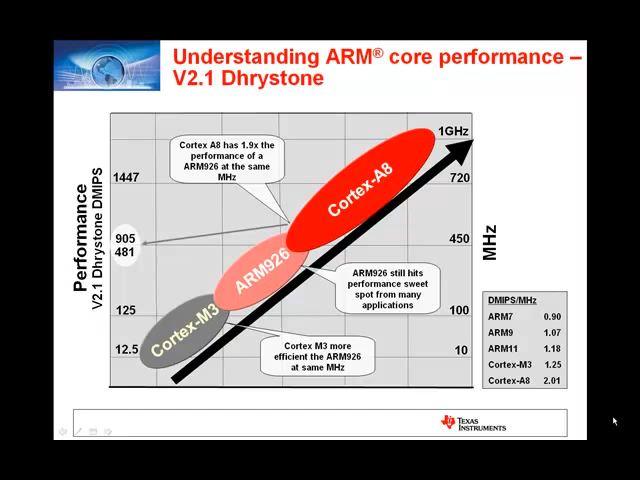 Understanding ARM® core performance –
V2.1 Dhrystone
Performance
V2.1 Dhrystone DMIPS
1447
905
481
125
12.5
Cortex A8 has 1.9x the
performance of a
ARM926 at the same
MHz
Cortex-A8
ARM926
Cortex-M3
ARM926 still hits
performance sweet
spot from many
applications
Cortex M3 more
efficient the ARM926
at same MHz
1GHz
720
450
100
10
MHz
DMIPS/MHz
ARM7 0.90
ARM9 1.07
ARM11 1.18
Cortex-M3 1.25
Cortex-A8 2.01
TEXAS
INSTRUMENTS